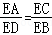 EA/ED = EC/EB